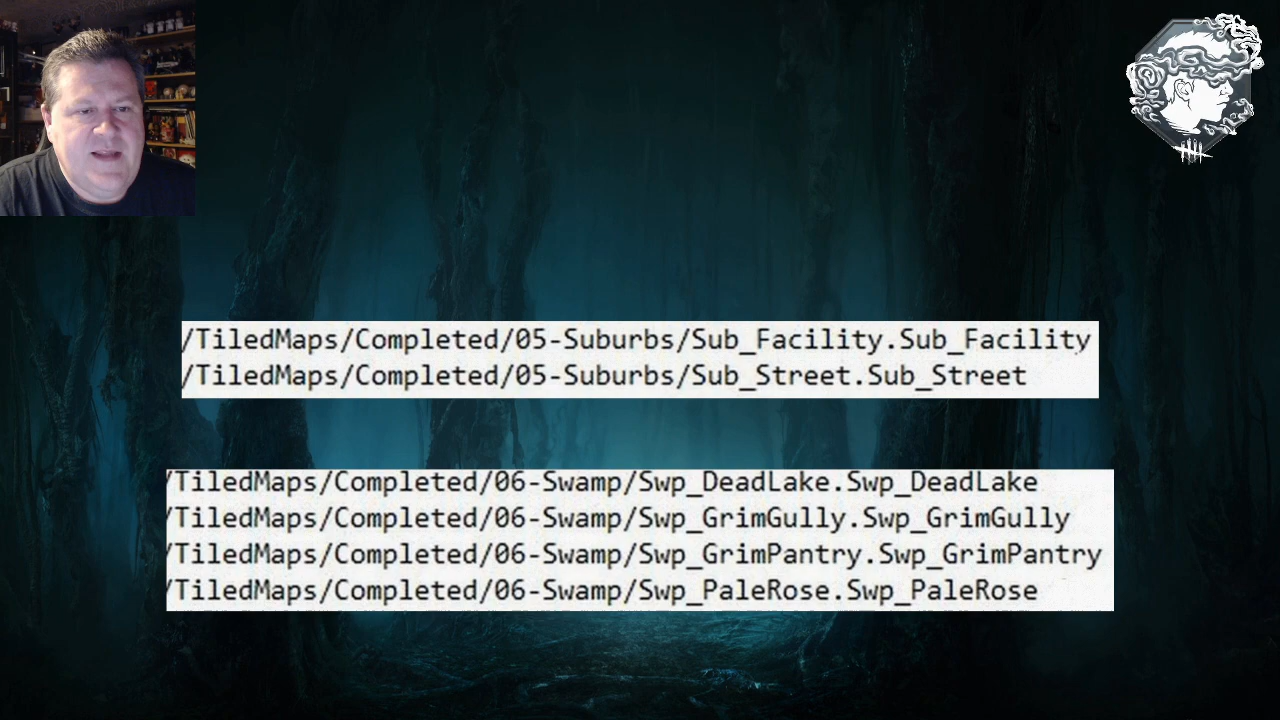 /TiledMaps/Completed/05-Suburbs/Sub_Facility.Sub_Facility
/TiledMaps/Completed/05-Suburbs/Sub_Street.Sub_Street
/TiledMaps/Completed/06-Swamp/Swp_DeadLake.Swp_DeadLake
/TiledMaps/Completed/06-Swamp/Swp_GrimGully.Swp_GrimGully
/TiledMaps/Completed/06-Swamp/Swp_GrimPantry.Swp_GrimPantry
/TiledMaps/Completed/06-Swamp/Swp_PaleRose.Swp_PaleRose